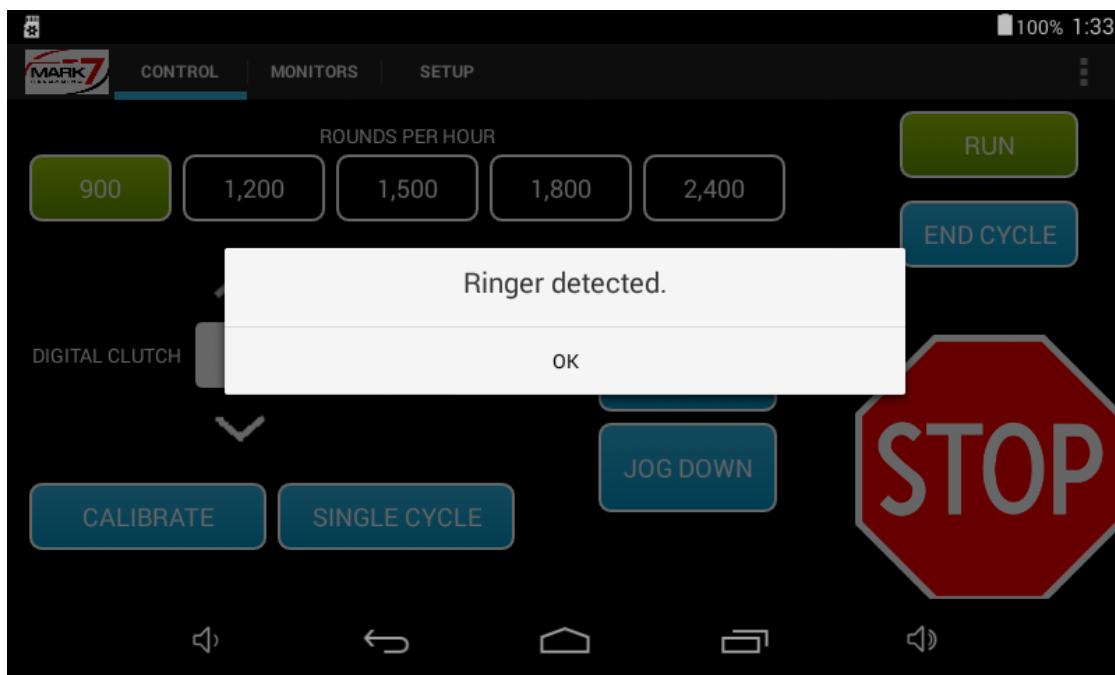 100% 1:33
MARK 7
CONTROL MONITORS SETUP
ROUNDS PER HOUR
900 1,200 1,500 1,800 2,400
RUN
END CYCLE
Ringer detected.
OK
DIGITAL CLUTCH
STOP
JOG DOWN
CALIBRATE SINGLE CYCLE